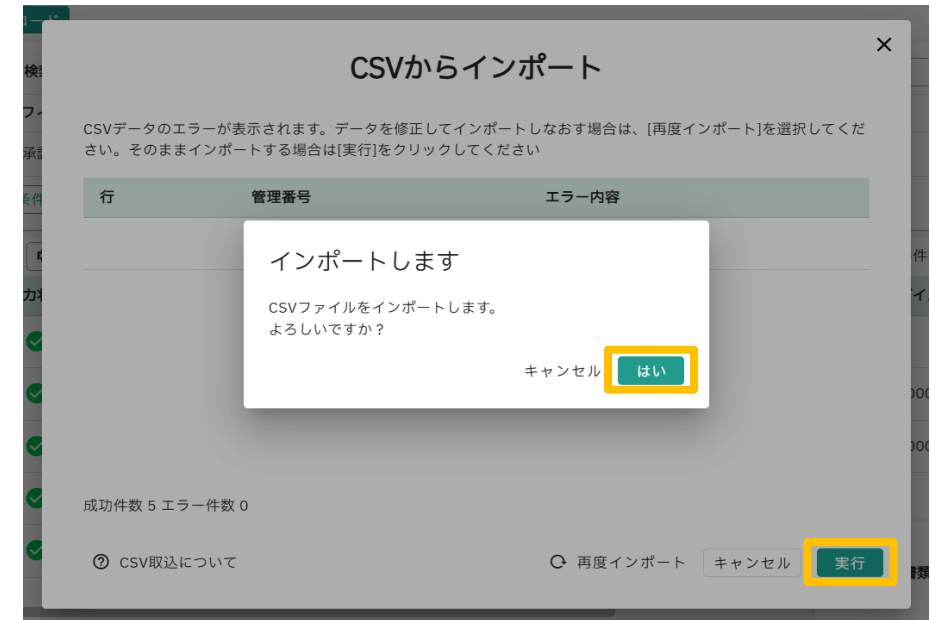 CSVからインポート
CSVデータのエラーが表示されます。データを修正してインポートしなおす場合は、[再度インポート]を選択してくだ
さい。そのままインポートする場合は[実行]をクリックしてください
行 管理番号 エラー内容
インポートします
CSVファイルをインポートします。
よろしいですか？
キャンセル はい
成功件数 5 エラー件数 0
CSV取込について 再度インポート キャンセル 実行